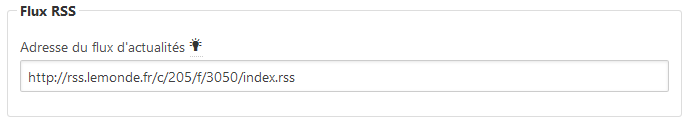 Flux RSS
Adresse du flux d'actualités
http://rss.lemonde.fr/c/205/f/3050/index.rss